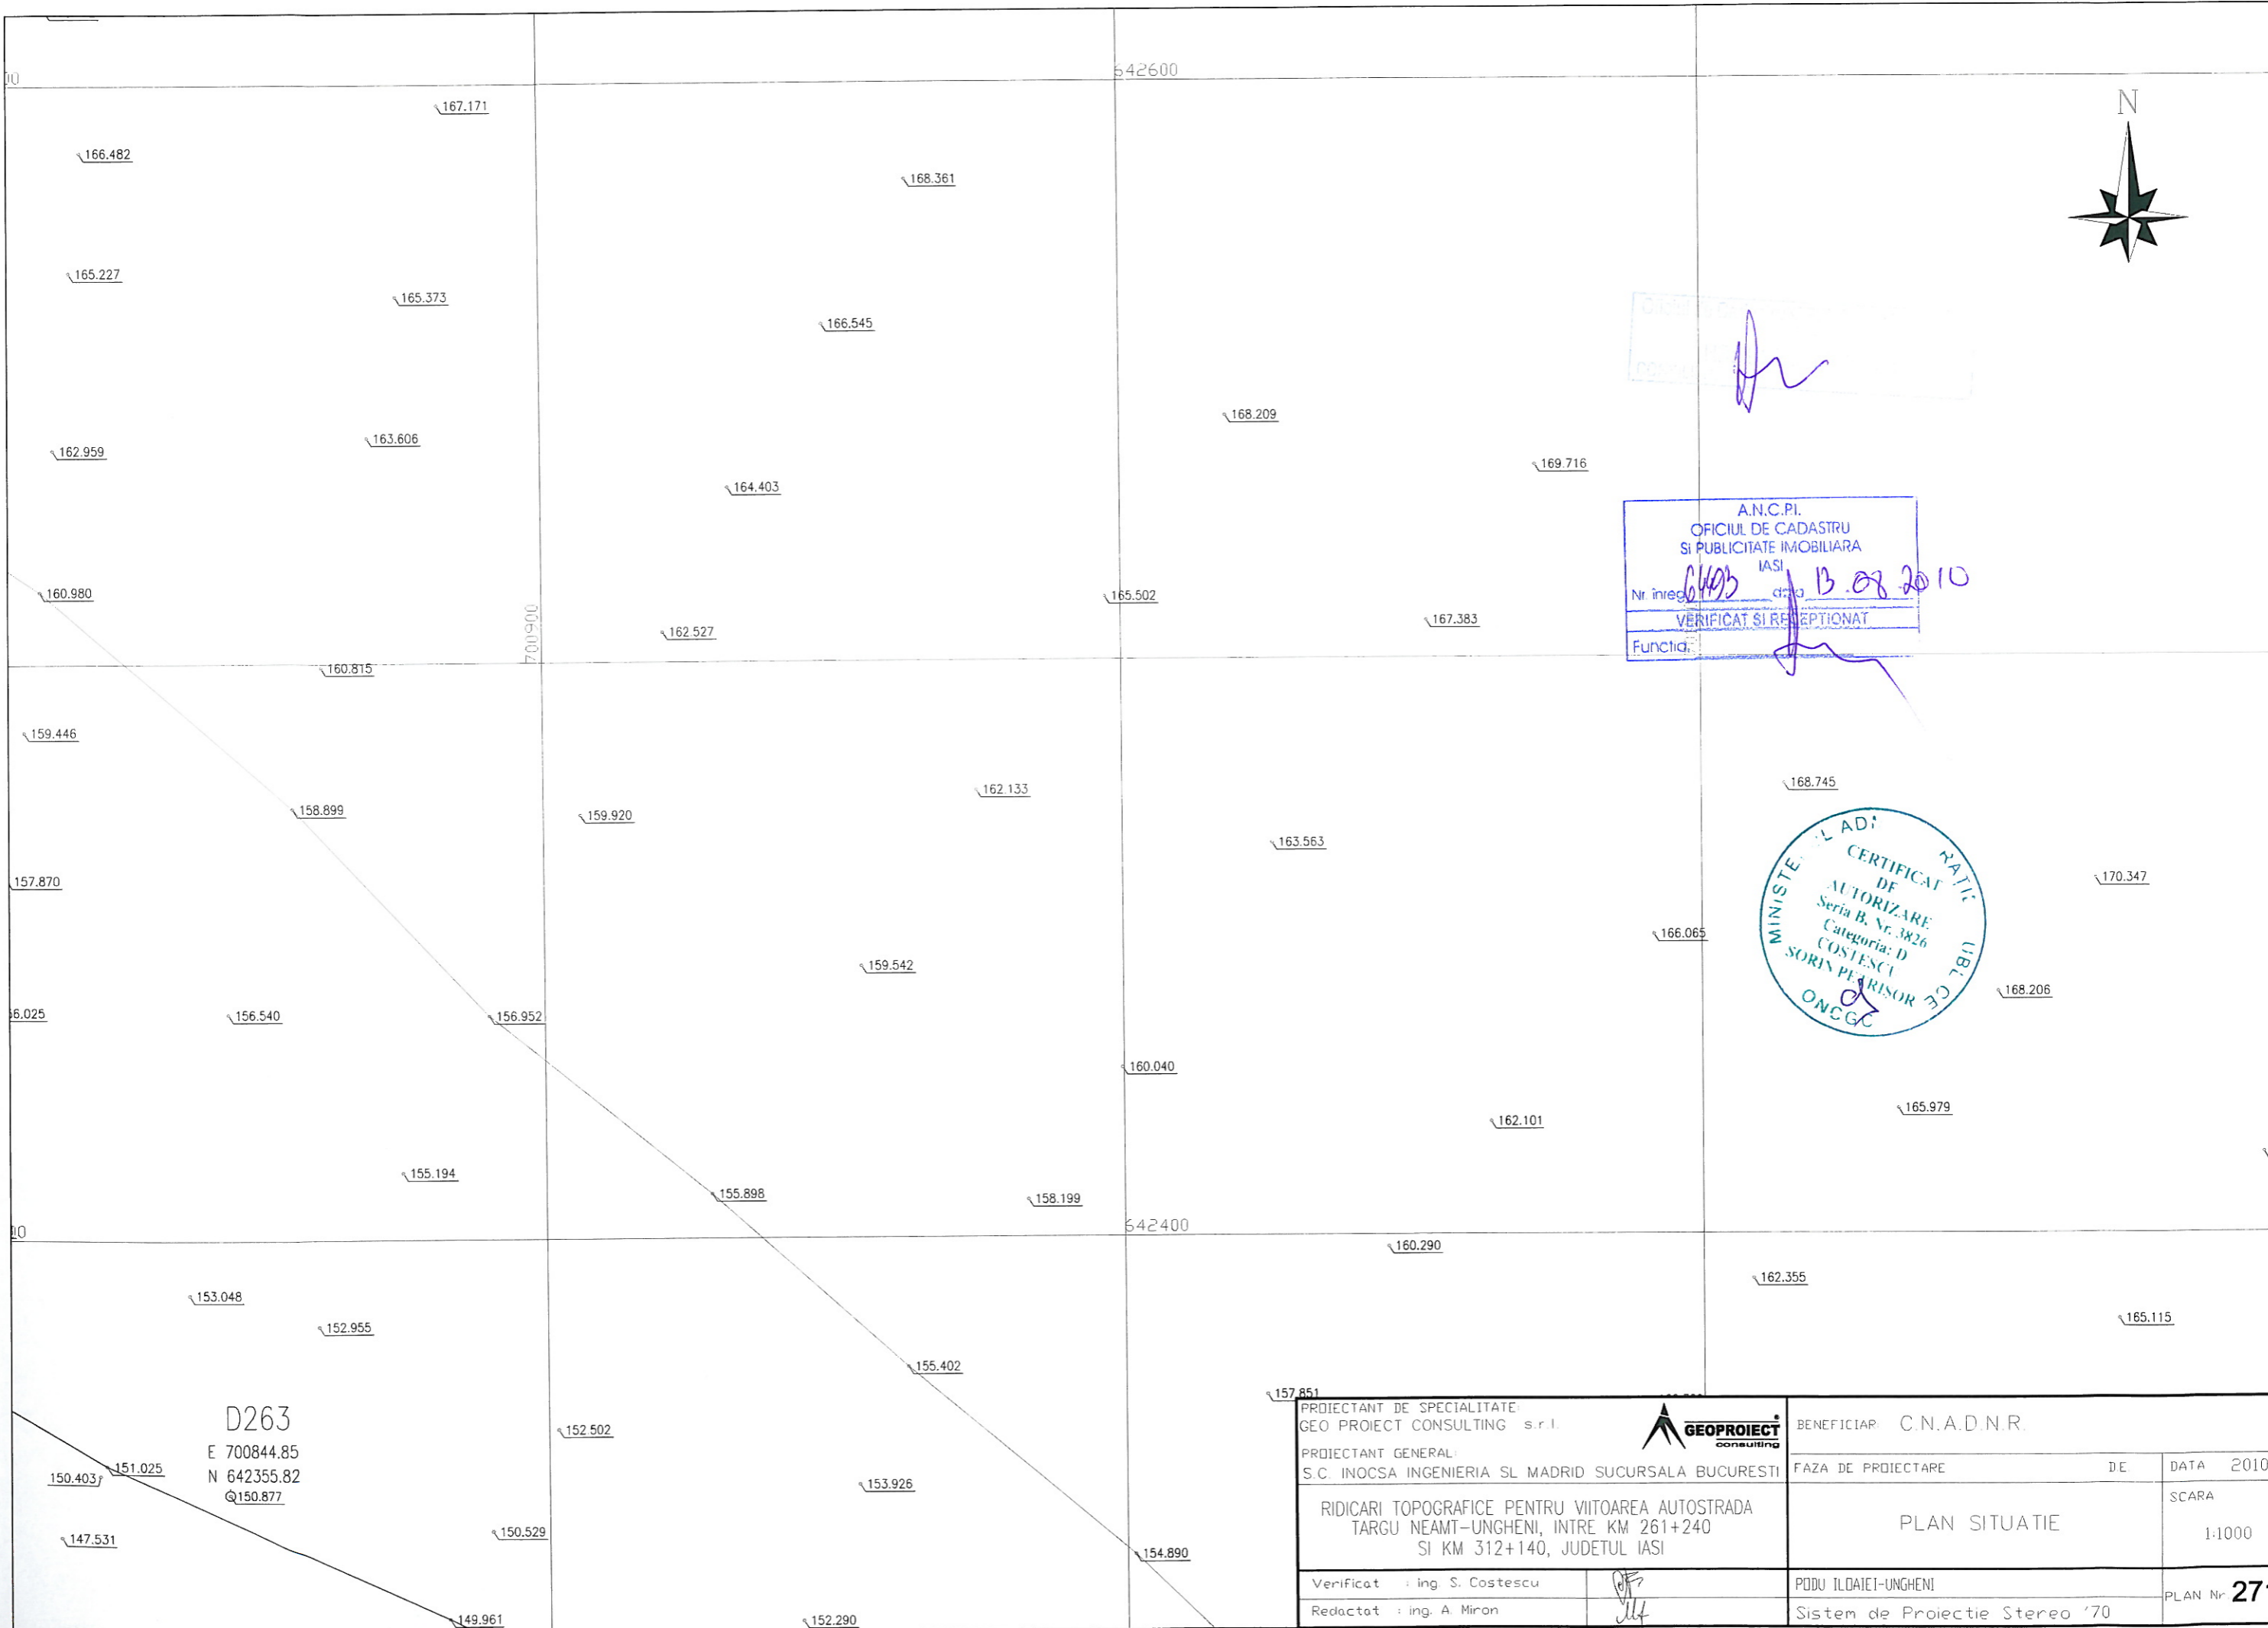 642600
N
167.171
166.482
168.361
165.227
165.373
166.545
168.209
163.606
162.959
169.716
164.403
A.N.C.P.I.
OFICIUL DE CADASTRU
SI PUBLICITATE IMOBILIARA
IASI
Nr. inreg. data 13.08.2010
VERIFICAT SI RECEPTIONAT
Functia
160.980
165.502
700900
167.383
162.527
160.815
159.446
168.745
162.133
158.899
159.920
163.563
CERTIFICAT
DE
AUTORIZARE
Seria B, Nr. 3826
Categoria: D
COSTESCU
SORIN PETRISOR
ONCGC
157.870
170.347
166.065
159.542
168.206
156.540
156.952
160.040
165.979
162.101
155.194
155.898
158.199
642400
160.290
162.355
153.048
165.115
152.955
155.402
157.851
D263
E 700844.85
N 642355.82
150.877
152.502
151.025
150.403
153.926
150.529
147.531
154.890
149.961
152.290
PROIECTANT DE SPECIALITATE:
GEO PROIECT CONSULTING s.r.l.
GEOPROIECT
consulting
PROIECTANT GENERAL:
S.C. INOCSA INGENIERIA SL MADRID SUCURSALA BUCURESTI
RIDICARI TOPOGRAFICE PENTRU VIITOAREA AUTOSTRADA
TARGU NEAMT-UNGHENI, INTRE KM 261+240
SI KM 312+140, JUDETUL IASI
Verificat : ing. S. Costescu
Redactat : ing. A. Miron
BENEFICIAR: C.N.A.D.N.R.
FAZA DE PROIECTARE D.E.
DATA 2010
PLAN SITUATIE
SCARA
1:1000
PODU ILOAIEI-UNGHENI
Sistem de Proiectie Stereo '70
PLAN Nr 27